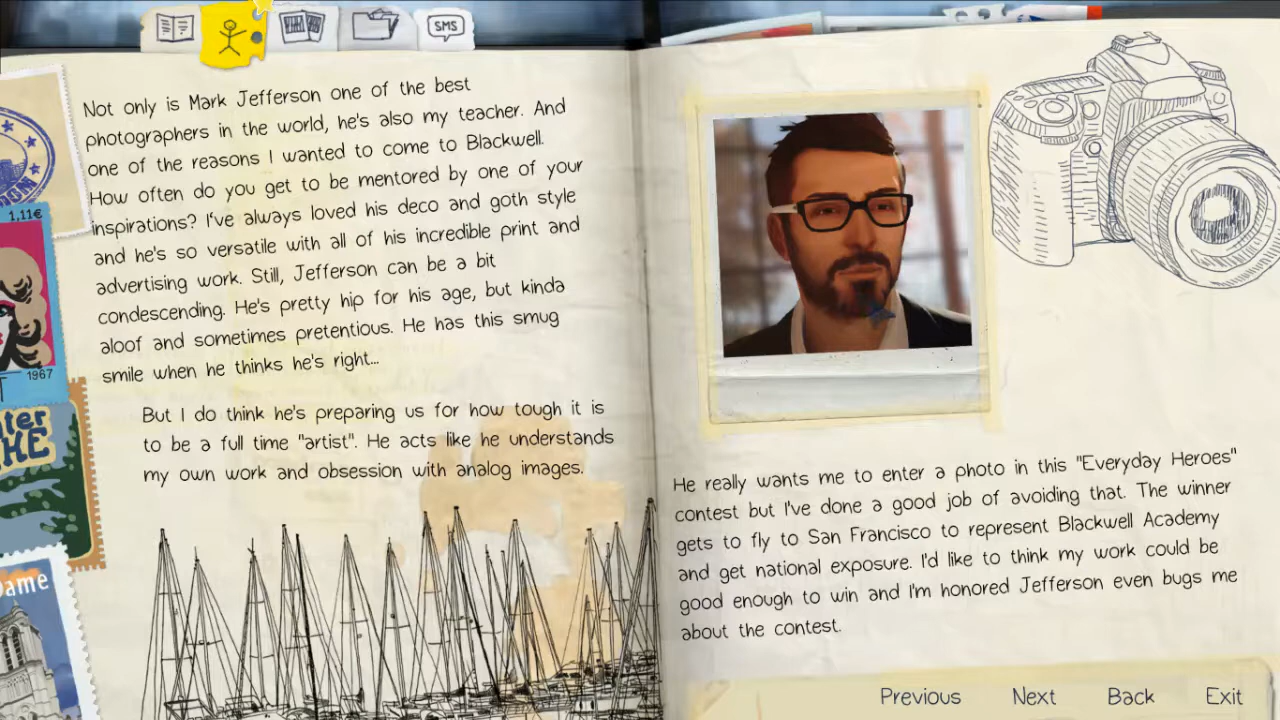 SMS
Not only is Mark Jefferson one of the best
photographers in the world, he's also my teacher. And
one of the reasons I wanted to come to Blackwell.
How often do you get to be mentored by one of your
inspirations? I've always loved his deco and goth style
and he's so versatile with all of his incredible print and
advertising work. Still, Jefferson can be a bit
condescending. He's pretty hip for his age, but kinda
aloof and sometimes pretentious. He has this smug
smile when he thinks he's right...
But I do think he's preparing us for how tough it is
to be a full time "artist". He acts like he understands
my own work and obsession with analog images.
1,11€
1967
Dame
He really wants me to enter a photo in this "Everyday Heroes"
contest but I've done a good job of avoiding that. The winner
gets to fly to San Francisco to represent Blackwell Academy
and get national exposure. I'd like to think my work could be
good enough to win and I'm honored Jefferson even bugs me
about the contest.
Previous Next Back Exit